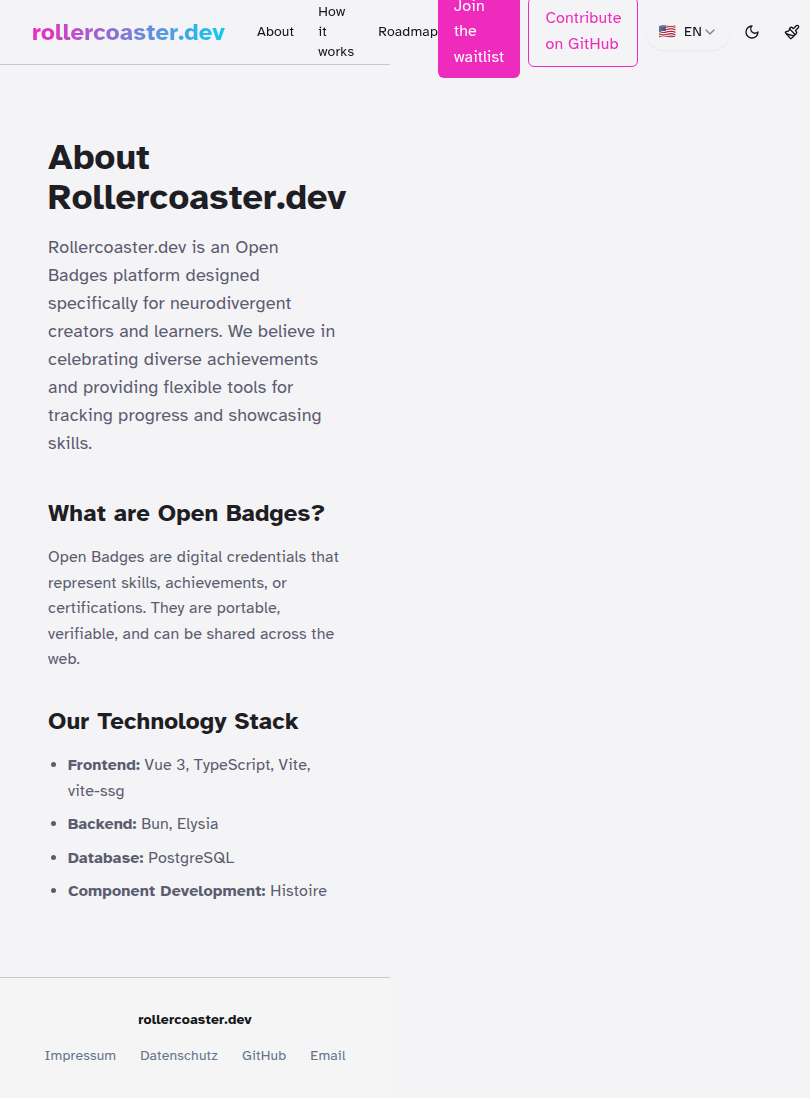 rollercoaster.dev
About
How
it
works
Roadmap
Join
the
waitlist
Contribute
on GitHub
EN
About
Rollercoaster.dev
Rollercoaster.dev is an Open
Badges platform designed
specifically for neurodivergent
creators and learners. We believe in
celebrating diverse achievements
and providing flexible tools for
tracking progress and showcasing
skills.
What are Open Badges?
Open Badges are digital credentials that
represent skills, achievements, or
certifications. They are portable,
verifiable, and can be shared across the
web.
Our Technology Stack
Frontend: Vue 3, TypeScript, Vite,
vite-ssg
Backend: Bun, Elysia
Database: PostgreSQL
Component Development: Histoire
rollercoaster.dev
Impressum Datenschutz GitHub Email